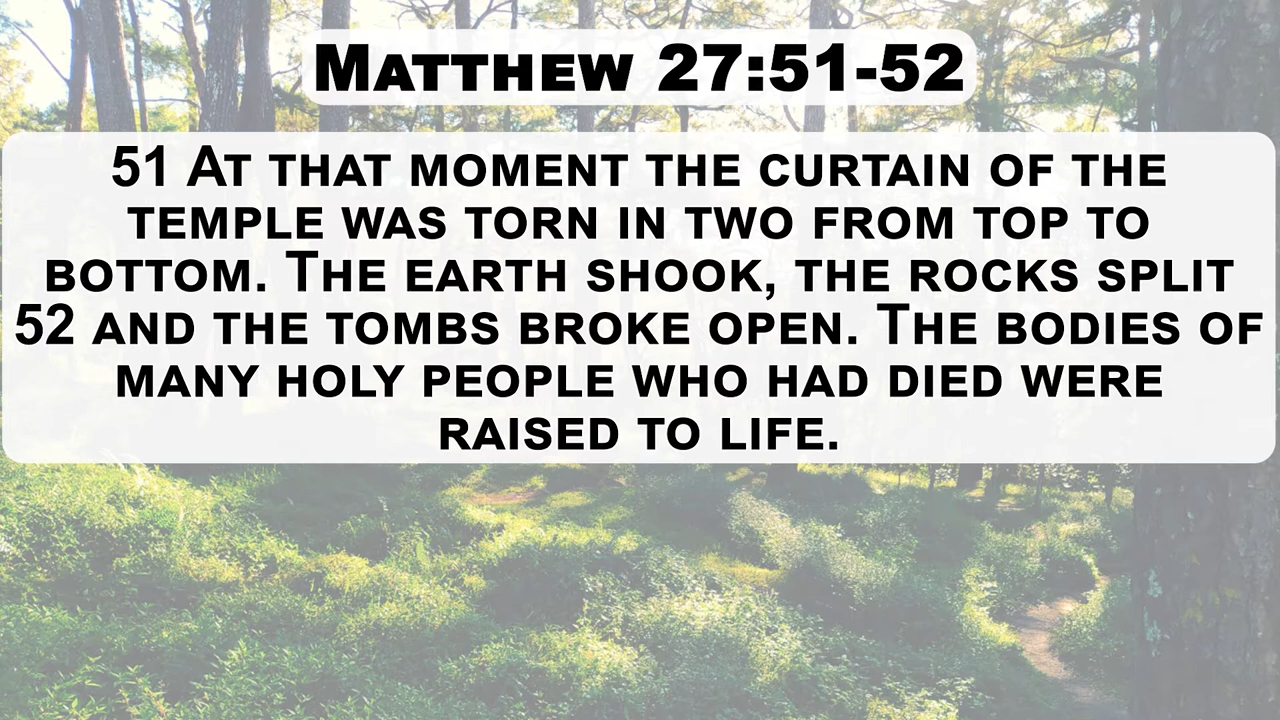 Matthew 27:51-52
51 At that moment the curtain of the
temple was torn in two from top to
bottom. The earth shook, the rocks split
52 and the tombs broke open. The bodies of
many holy people who had died were
raised to life.